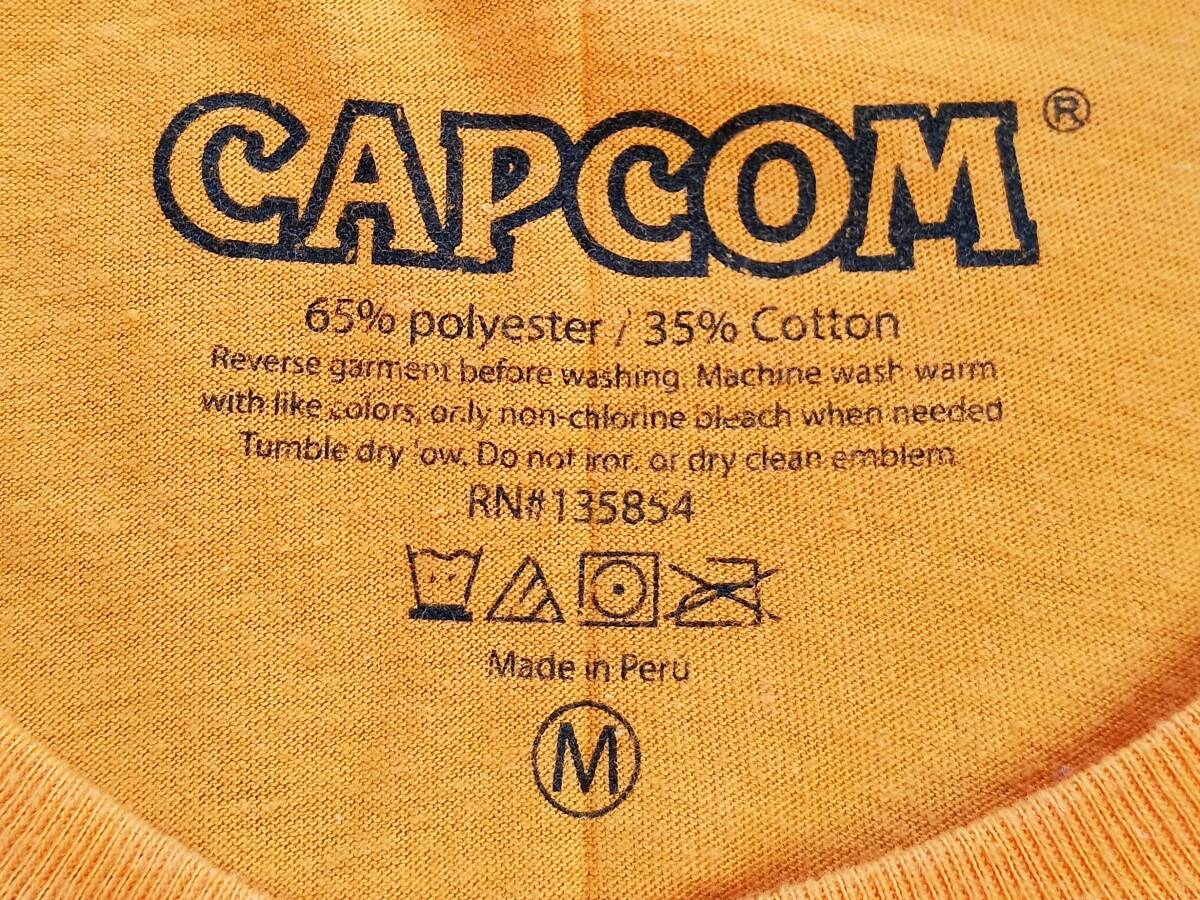 CAPCOM®
65% polyester / 35% Cotton
Reverse garment before washing. Machine wash warm
with like colors, only non-chlorine bleach when needed
Tumble dry low. Do not iron or dry clean emblem
RN#135854
Made in Perú
M